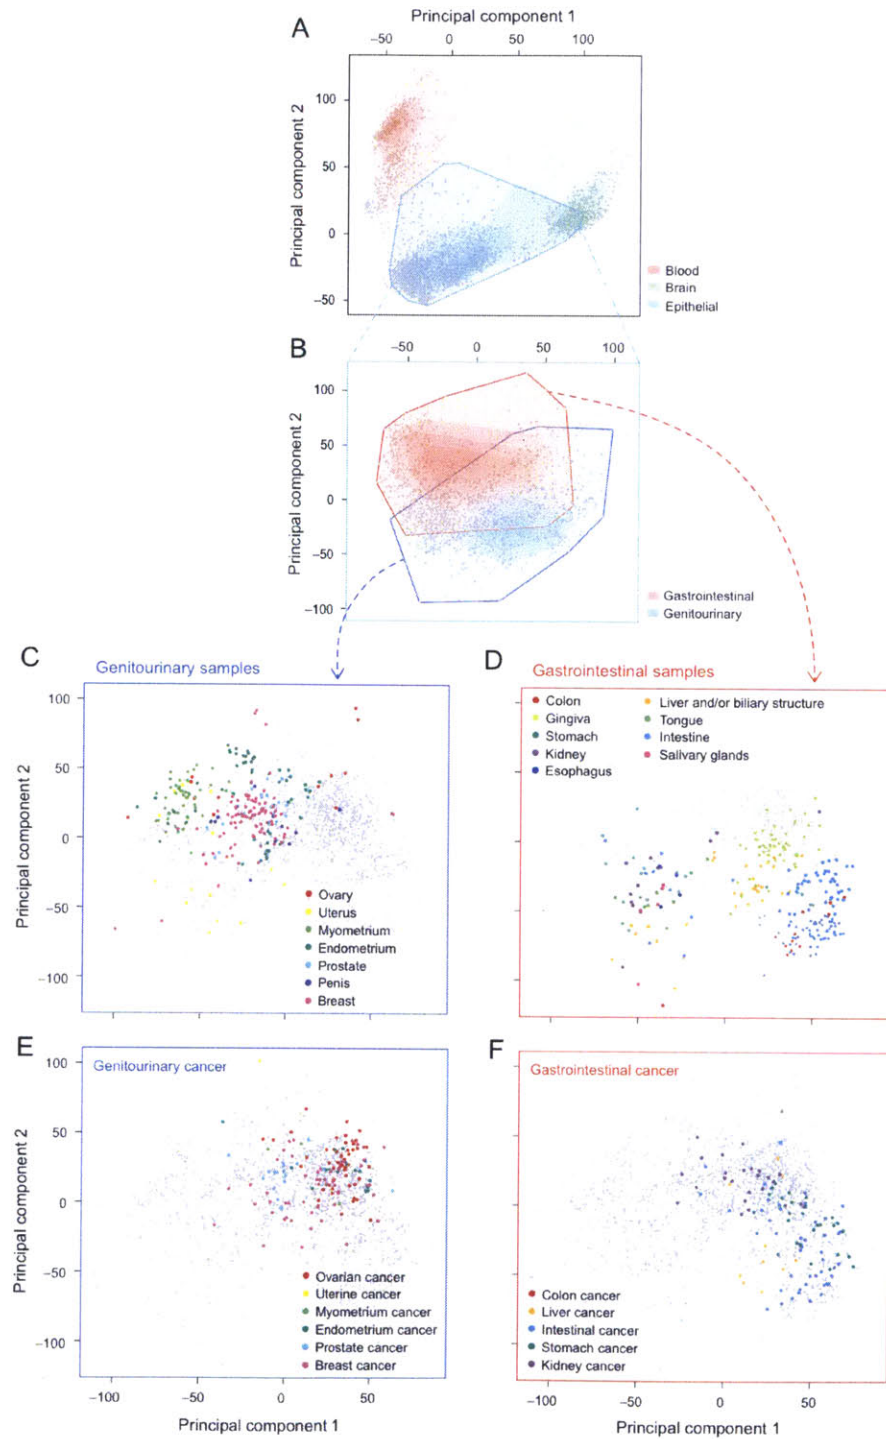 Principal component 1
A
−50 0 50 100
Principal component 2
100
50
0
−50
Blood
Brain
Epithelial
B
−50 0 50 100
Principal component 2
100
50
0
−50
−100
Gastrointestinal
Genitourinary
C
Genitourinary samples
Principal component 2
100
50
0
−50
−100
Ovary
Uterus
Myometrium
Endometrium
Prostate
Penis
Breast
D
Gastrointestinal samples
Colon
Gingiva
Stomach
Kidney
Esophagus
Liver and/or biliary structure
Tongue
Intestine
Salivary glands
E
Genitourinary cancer
Principal component 2
100
50
0
−50
−100
Ovarian cancer
Uterine cancer
Myometrium cancer
Endometrium cancer
Prostate cancer
Breast cancer
−100 −50 0 50
Principal component 1
F
Gastrointestinal cancer
Colon cancer
Liver cancer
Intestinal cancer
Stomach cancer
Kidney cancer
−100 −50 0 50
Principal component 1